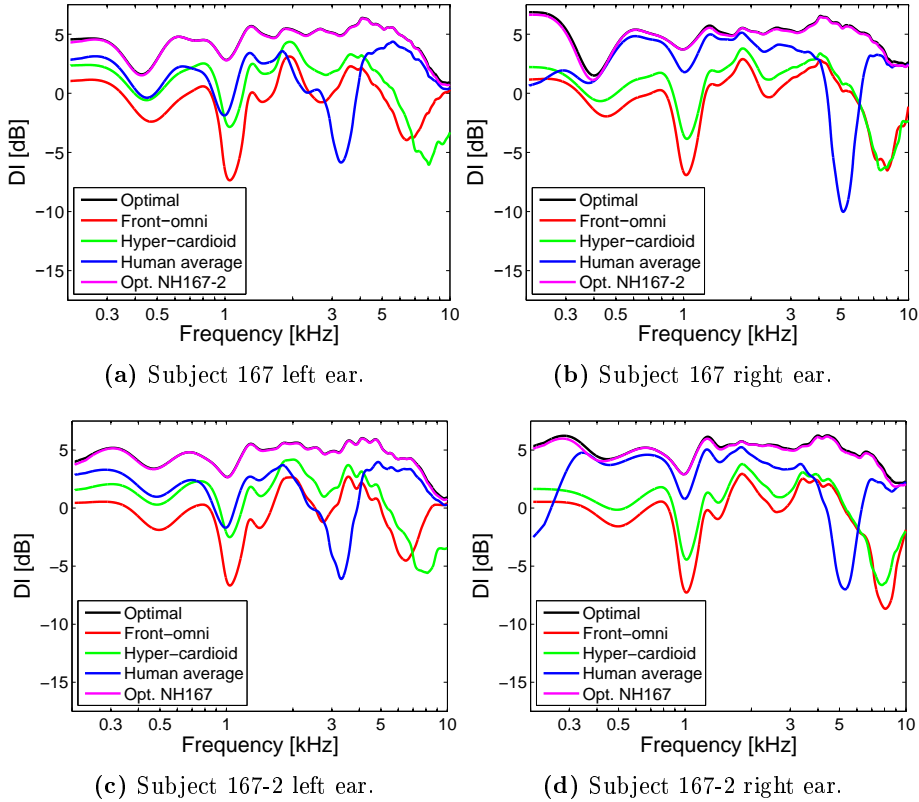 5
0
−5
−10
−15
DI [dB]
Optimal
Front−omni
Hyper−cardioid
Human average
Opt. NH167-2
0.3 0.5 1 3 5 10
Frequency [kHz]
(a) Subject 167 left ear.
5
0
−5
−10
−15
DI [dB]
Optimal
Front−omni
Hyper−cardioid
Human average
Opt. NH167-2
0.3 0.5 1 3 5 10
Frequency [kHz]
(b) Subject 167 right ear.
5
0
−5
−10
−15
DI [dB]
Optimal
Front−omni
Hyper−cardioid
Human average
Opt. NH167
0.3 0.5 1 3 5 10
Frequency [kHz]
(c) Subject 167-2 left ear.
5
0
−5
−10
−15
DI [dB]
Optimal
Front−omni
Hyper−cardioid
Human average
Opt. NH167
0.3 0.5 1 3 5 10
Frequency [kHz]
(d) Subject 167-2 right ear.